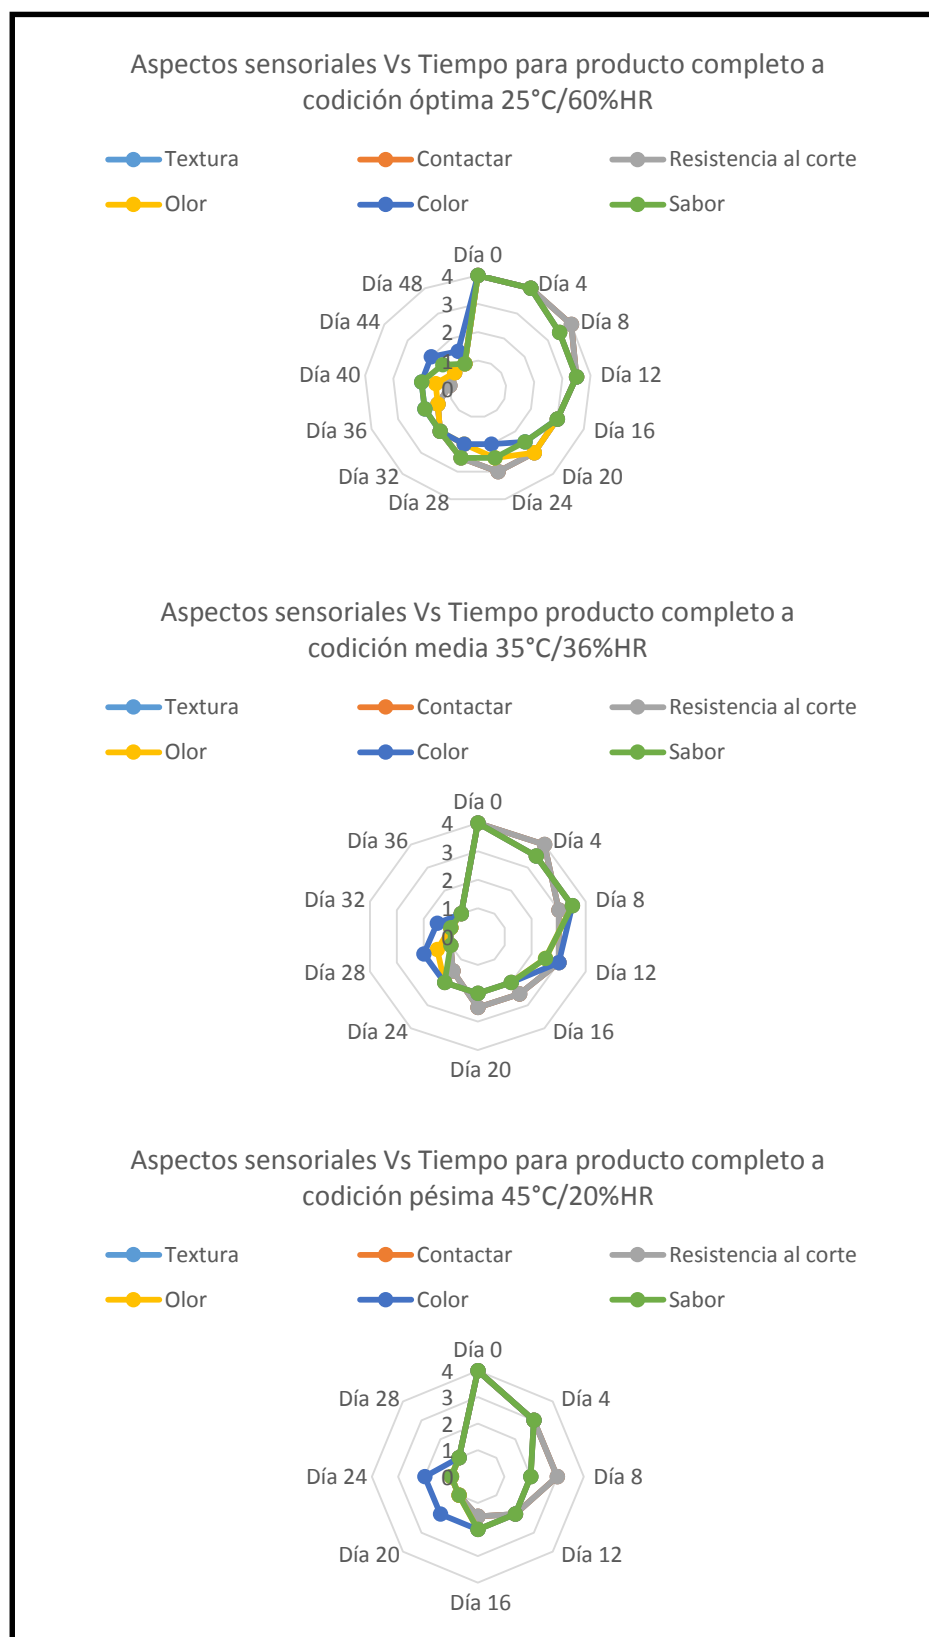 Aspectos sensoriales Vs Tiempo para producto completo a
codición óptima 25°C/60%HR
Textura
Contactar
Resistencia al corte
Olor
Color
Sabor
Día 0
Día 4
Día 8
Día 12
Día 16
Día 20
Día 24
Día 28
Día 32
Día 36
Día 40
Día 44
Día 48
4
3
2
1
0
Aspectos sensoriales Vs Tiempo producto completo a
codición media 35°C/36%HR
Textura
Contactar
Resistencia al corte
Olor
Color
Sabor
Día 0
Día 4
Día 8
Día 12
Día 16
Día 20
Día 24
Día 28
Día 32
Día 36
4
3
2
1
0
Aspectos sensoriales Vs Tiempo para producto completo a
codición pésima 45°C/20%HR
Textura
Contactar
Resistencia al corte
Olor
Color
Sabor
Día 0
Día 4
Día 8
Día 12
Día 16
Día 20
Día 24
Día 28
4
3
2
1
0